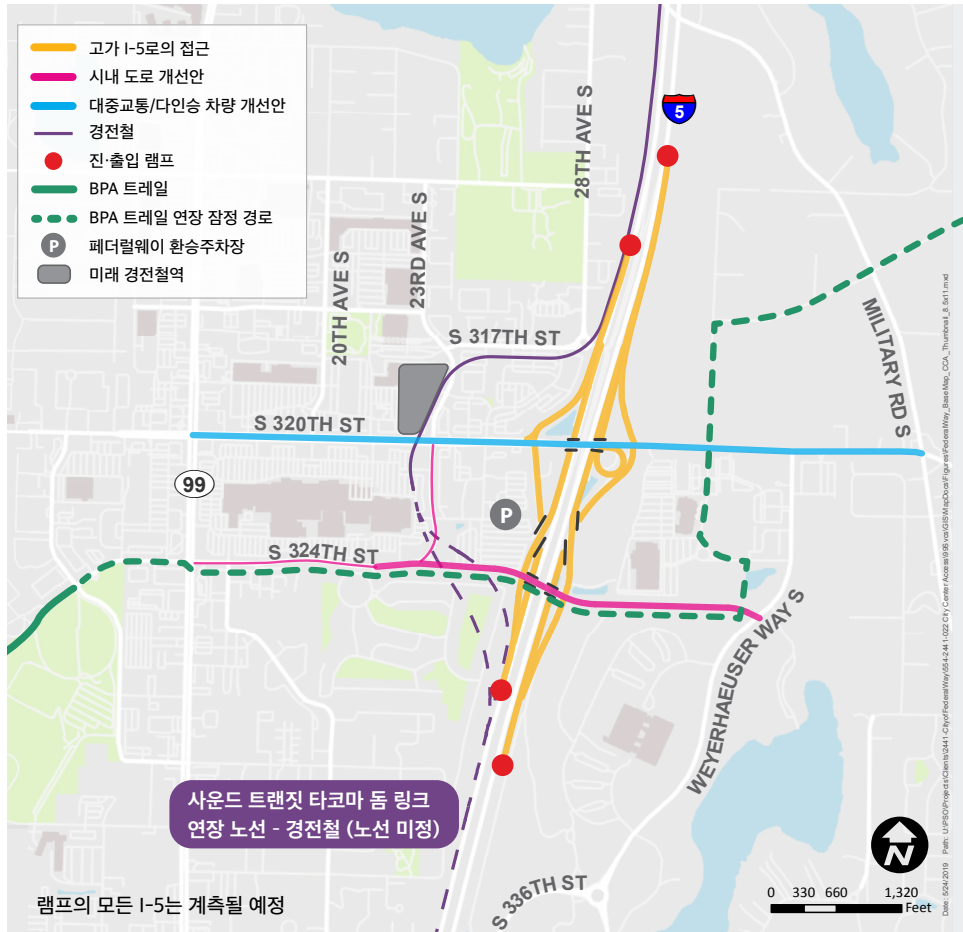 고가 I-5로의 접근
시내 도로 개선안
대중교통/다인승 차량 개선안
경전철
진·출입 램프
BPA 트레일
BPA 트레일 연장 잠정 경로
P 페더럴웨이 환승주차장
미래 경전철역
5
28TH AVE S
23RD AVE S
20TH AVE S
S 317TH ST
MILITARY RD S
S 320TH ST
99
P
S 324TH ST
WEYERHAEUSER WAY S
사운드 트랜짓 타코마 돔 링크
연장 노선 - 경전철 (노선 미정)
S 336TH ST
N
램프의 모든 I-5는 계측될 예정
0 330 660 1,320
Feet